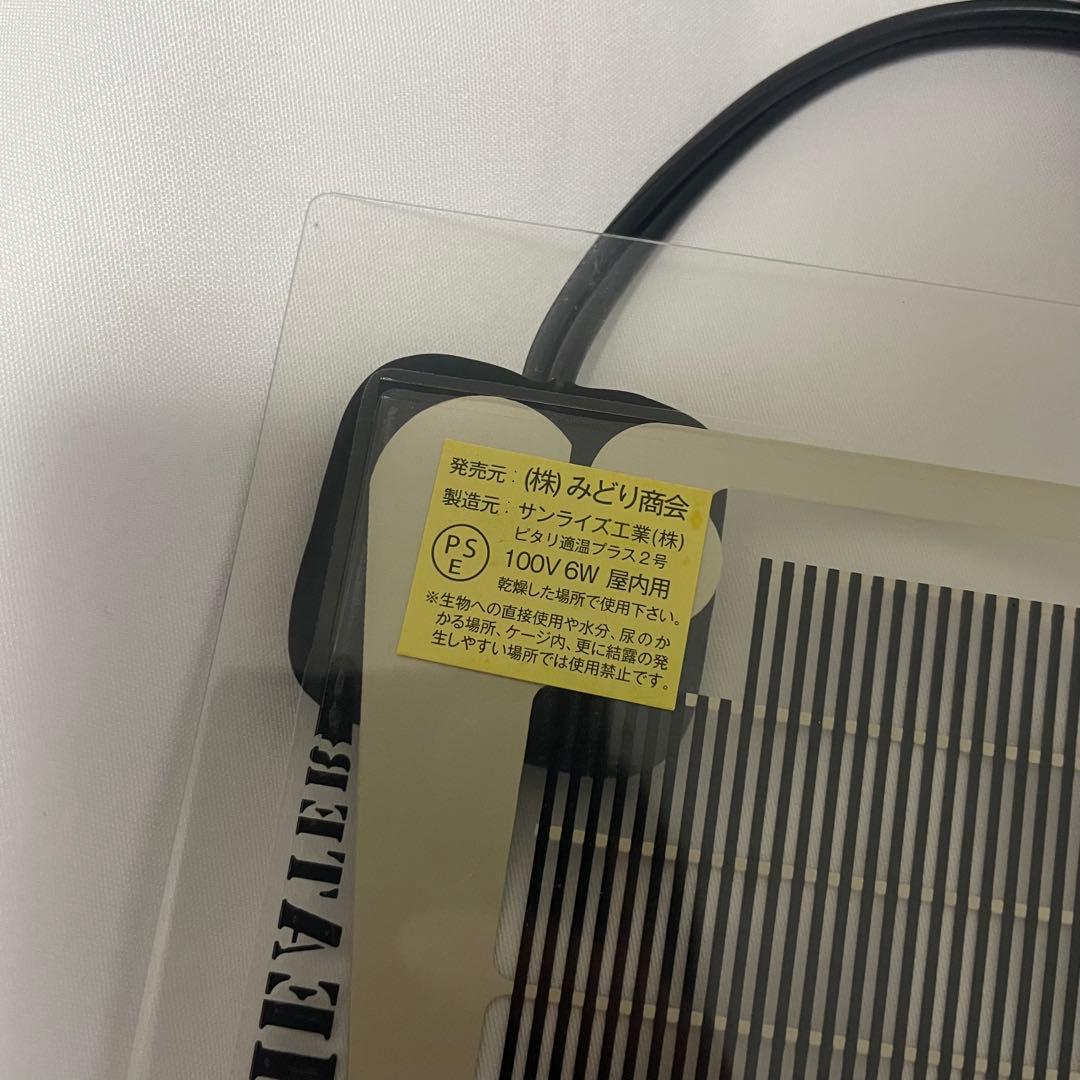 発売元：(株)みどり商会
製造元：サンライズ工業(株)
ピタリ適温プラス2号
PSE
100V 6W 屋内用
乾燥した場所で使用下さい。
※生物への直接使用や水分、尿のか
かる場所、ケージ内、更に結露の発
生しやすい場所では使用禁止です。
HEATER